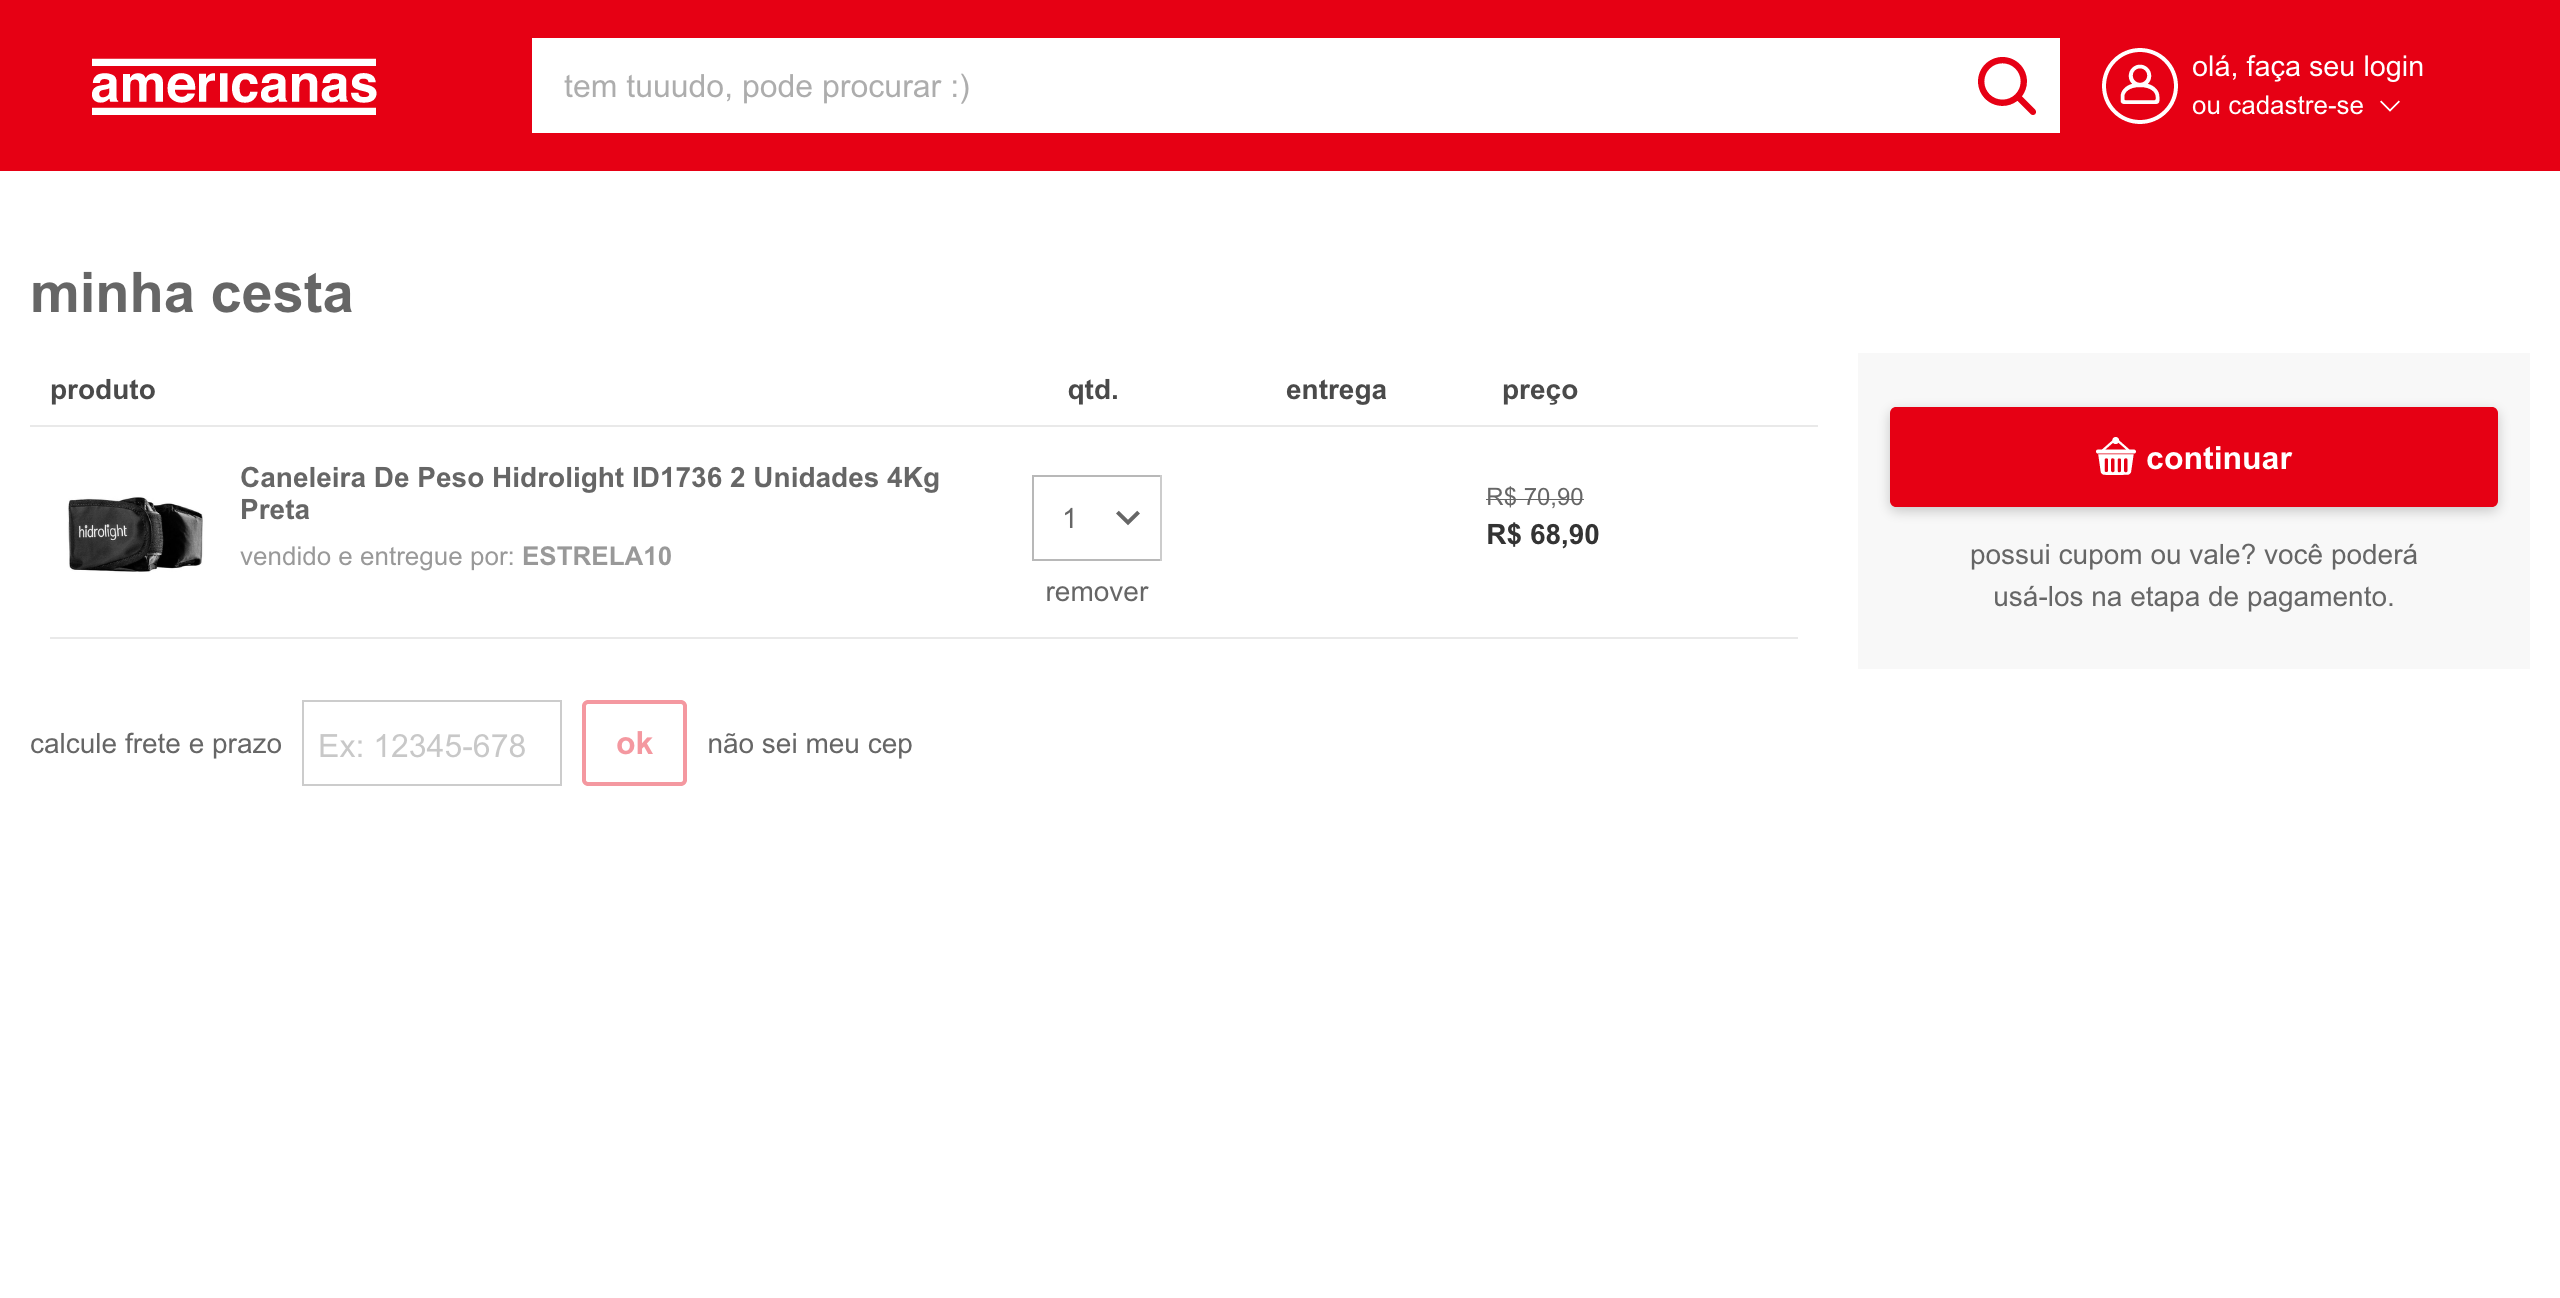 americanas
tem tuuudo, pode procurar :)
olá, faça seu login
ou cadastre-se
minha cesta
produto
qtd.
entrega
preço
hidrolight
Caneleira De Peso Hidrolight ID1736 2 Unidades 4Kg
Preta
vendido e entregue por: ESTRELA10
1
remover
R$ 70,90
R$ 68,90
continuar
possui cupom ou vale? você poderá
usá-los na etapa de pagamento.
calcule frete e prazo
Ex: 12345-678
ok
não sei meu cep